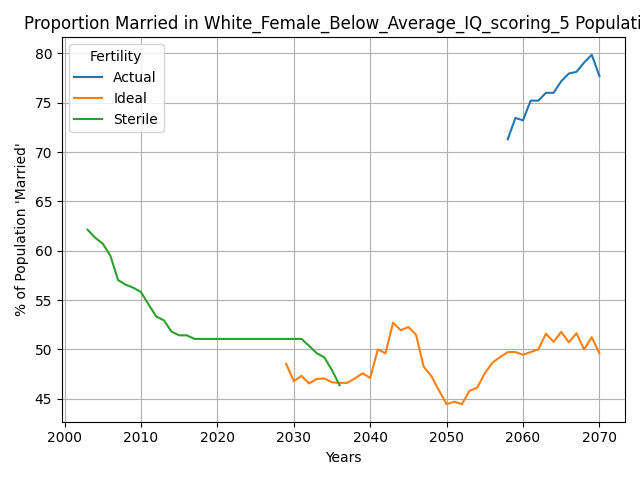 Proportion Married in White_Female_Below_Average_IQ_scoring_5 Populati
Fertility
Actual
Ideal
Sterile
% of Population 'Married'
80
75
70
65
60
55
50
45
2000 2010 2020 2030 2040 2050 2060 2070
Years